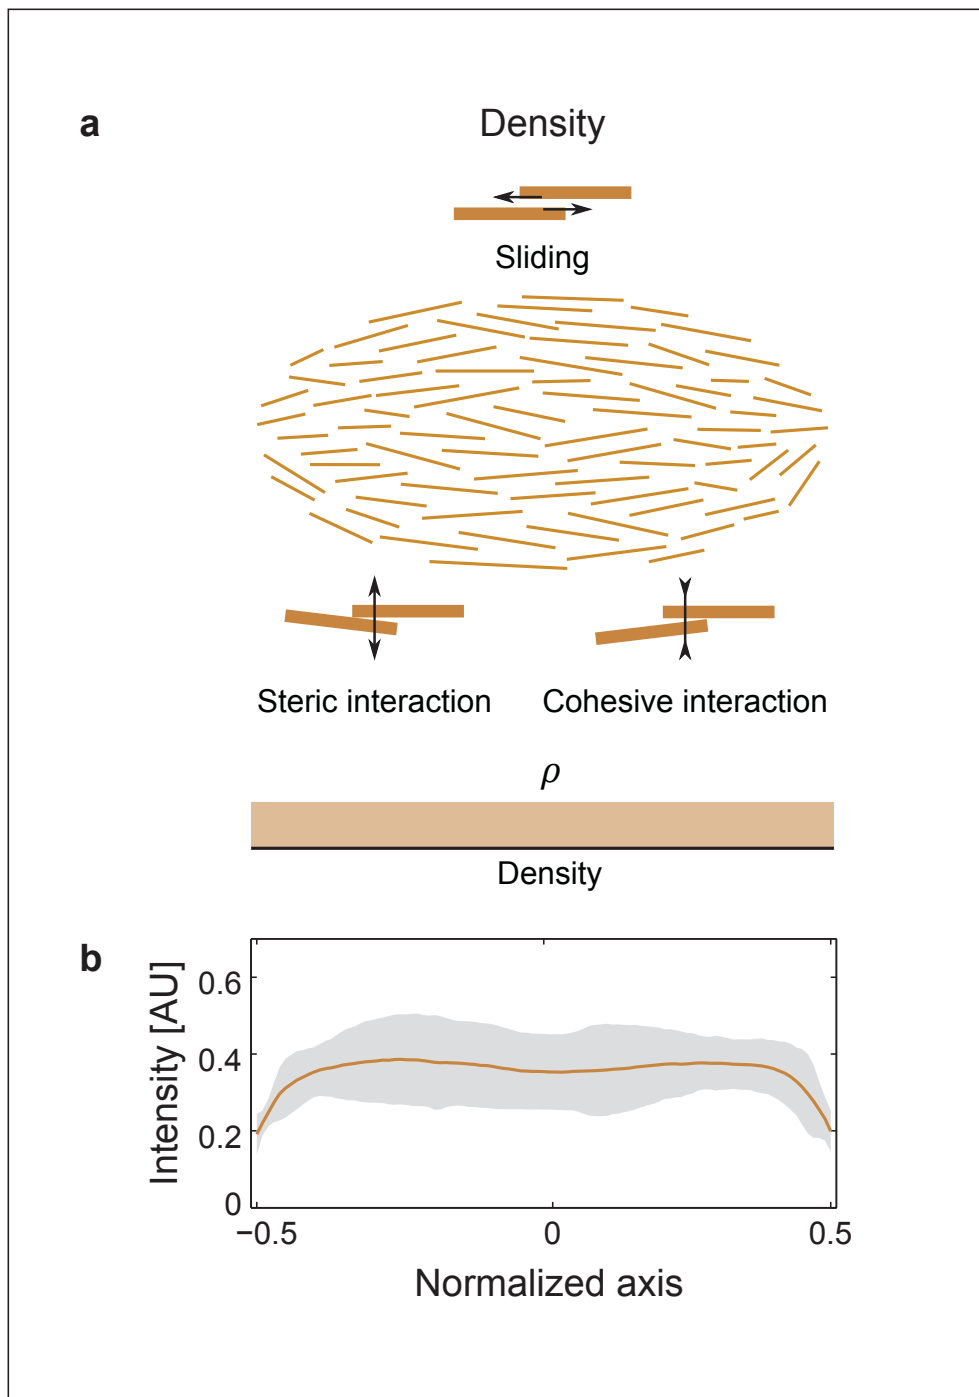 a
Density
Sliding
Steric interaction
Cohesive interaction
ρ
Density
b
Intensity [AU]
0.6
0.4
0.2
0
−0.5
0
0.5
Normalized axis